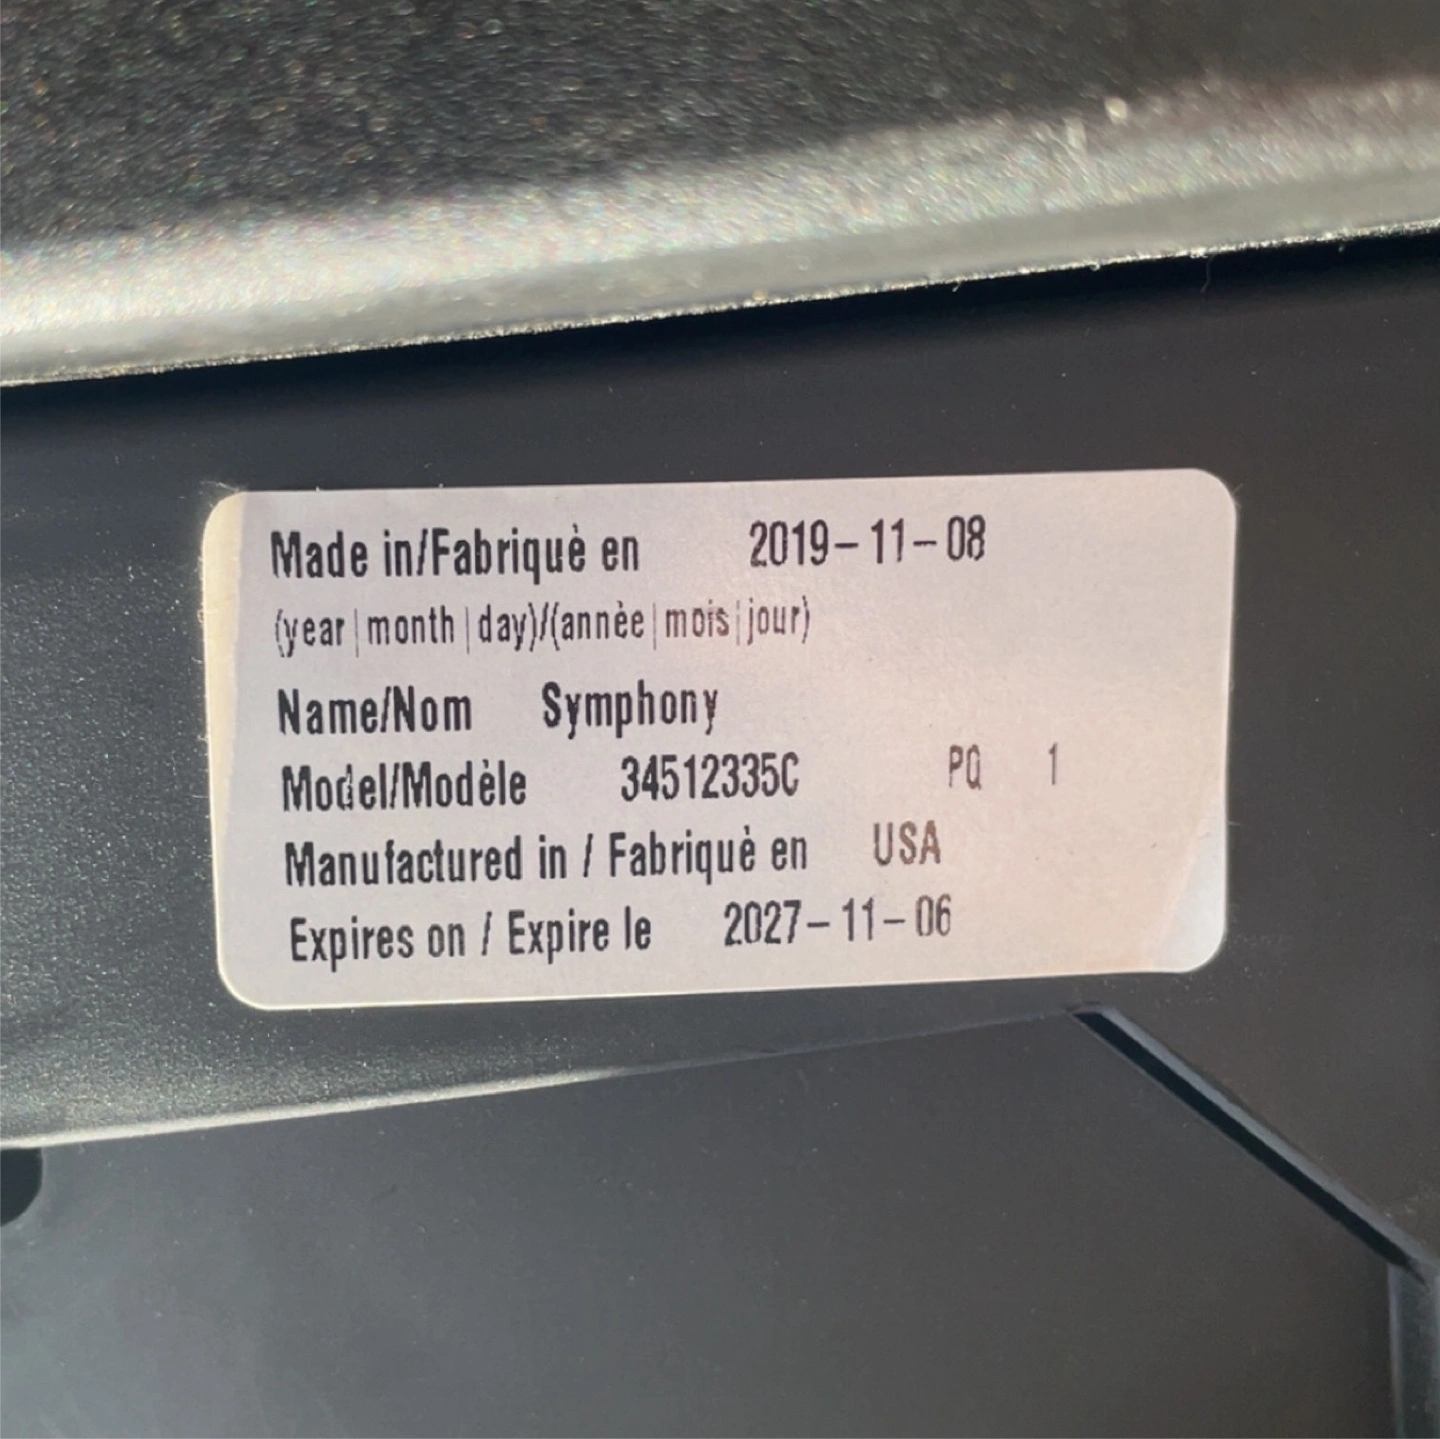 Made in/Fabriquè en 2019-11-08
(year|month|day)/(annèe|mois|jour)
Name/Nom Symphony
Model/Modèle 34512335C PQ 1
Manufactured in / Fabriquè en USA
Expires on / Expire le 2027-11-06